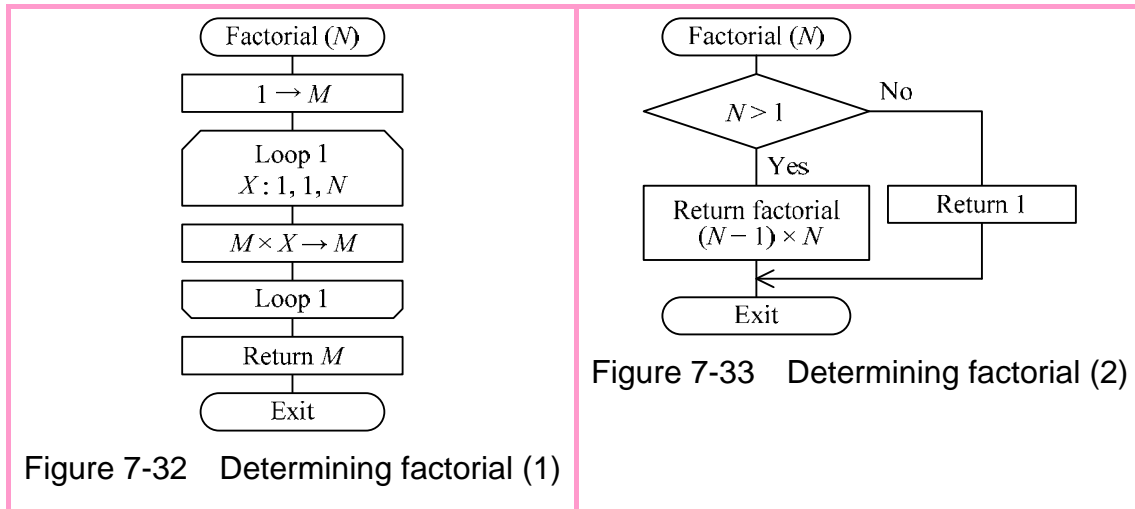 Factorial (N)
1 → M
Loop 1
X : 1, 1, N
M × X → M
Loop 1
Return M
Exit
Figure 7-32 Determining factorial (1)
Factorial (N)
N > 1
No
Yes
Return factorial
(N − 1) × N
Return 1
Exit
Figure 7-33 Determining factorial (2)